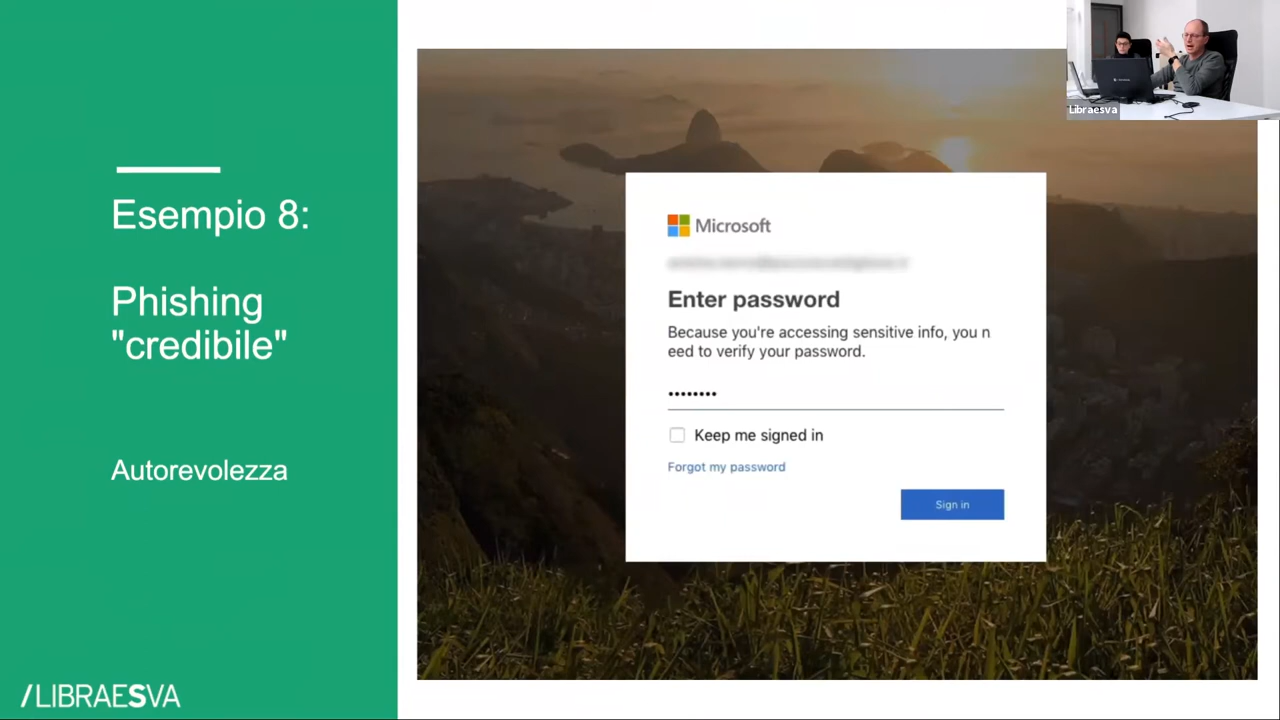 Esempio 8:
Phishing
"credibile"
Autorevolezza
/LIBRAESVA
Microsoft
Enter password
Because you're accessing sensitive info, you n
eed to verify your password.
••••••••
Keep me signed in
Forgot my password
Sign in
Libraesva